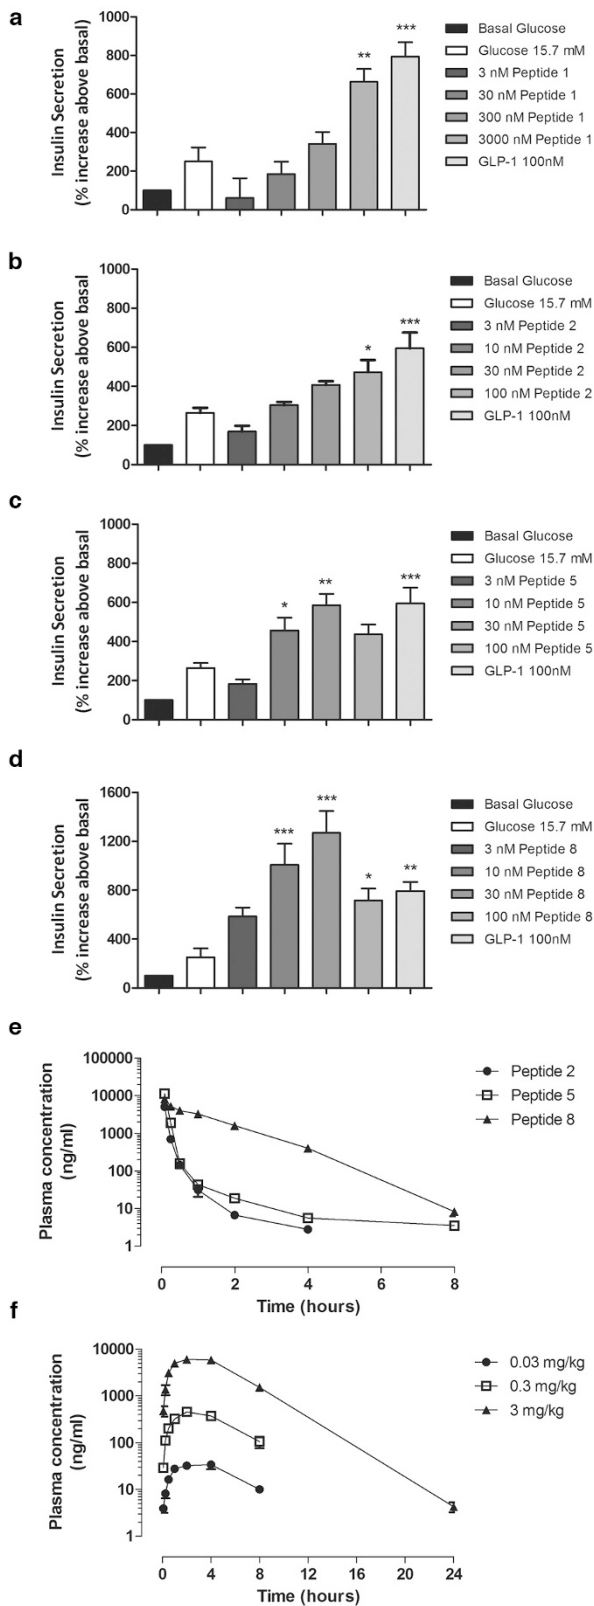 a
Insulin Secretion
(% increase above basal)
1000
800
600
400
200
0
**
***
Basal Glucose
Glucose 15.7 mM
3 nM Peptide 1
30 nM Peptide 1
300 nM Peptide 1
3000 nM Peptide 1
GLP-1 100nM
b
Insulin Secretion
(% increase above basal
1000
800
600
400
200
0
*
***
Basal Glucose
Glucose 15.7 mM
3 nM Peptide 2
10 nM Peptide 2
30 nM Peptide 2
100 nM Peptide 2
GLP-1 100nM
c
Insulin Secretion
(% increase above basal
1000
800
600
400
200
0
*
**
***
Basal Glucose
Glucose 15.7 mM
3 nM Peptide 5
10 nM Peptide 5
30 nM Peptide 5
100 nM Peptide 5
GLP-1 100nM
d
Insulin Secretion
(% increase above basal
1600
1200
800
400
0
***
***
*
**
Basal Glucose
Glucose 15.7 mM
3 nM Peptide 8
10 nM Peptide 8
30 nM Peptide 8
100 nM Peptide 8
GLP-1 100nM
e
Plasma concentration
(ng/ml)
100000
10000
1000
100
10
1
0 2 4 6 8
Time (hours)
Peptide 2
Peptide 5
Peptide 8
f
Plasma concentration
(ng/ml)
10000
1000
100
10
1
0 4 8 12 16 20 24
Time (hours)
0.03 mg/kg
0.3 mg/kg
3 mg/kg